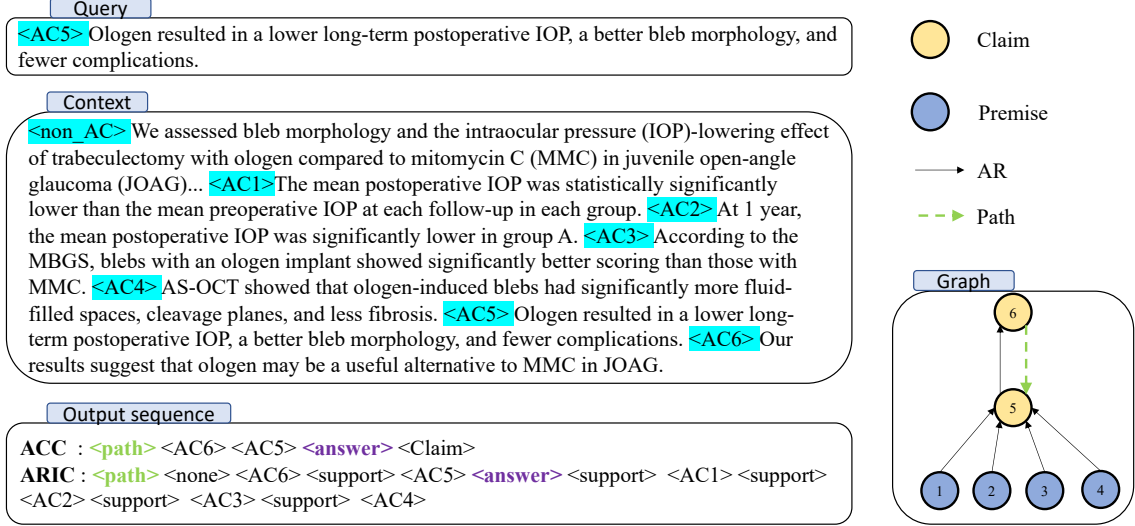 Query
<AC5> Ologen resulted in a lower long-term postoperative IOP, a better bleb morphology, and
fewer complications.
Context
<non_AC> We assessed bleb morphology and the intraocular pressure (IOP)-lowering effect
of trabeculectomy with ologen compared to mitomycin C (MMC) in juvenile open-angle
glaucoma (JOAG)... <AC1>The mean postoperative IOP was statistically significantly
lower than the mean preoperative IOP at each follow-up in each group. <AC2> At 1 year,
the mean postoperative IOP was significantly lower in group A. <AC3> According to the
MBGS, blebs with an ologen implant showed significantly better scoring than those with
MMC. <AC4> AS-OCT showed that ologen-induced blebs had significantly more fluid-
filled spaces, cleavage planes, and less fibrosis. <AC5> Ologen resulted in a lower long-
term postoperative IOP, a better bleb morphology, and fewer complications. <AC6> Our
results suggest that ologen may be a useful alternative to MMC in JOAG.
Output sequence
ACC : <path> <AC6> <AC5> <answer> <Claim>
ARIC : <path> <none> <AC6> <support> <AC5> <answer> <support> <AC1> <support>
<AC2> <support> <AC3> <support> <AC4>
Claim
Premise
AR
Path
Graph
6
5
1 2 3 4